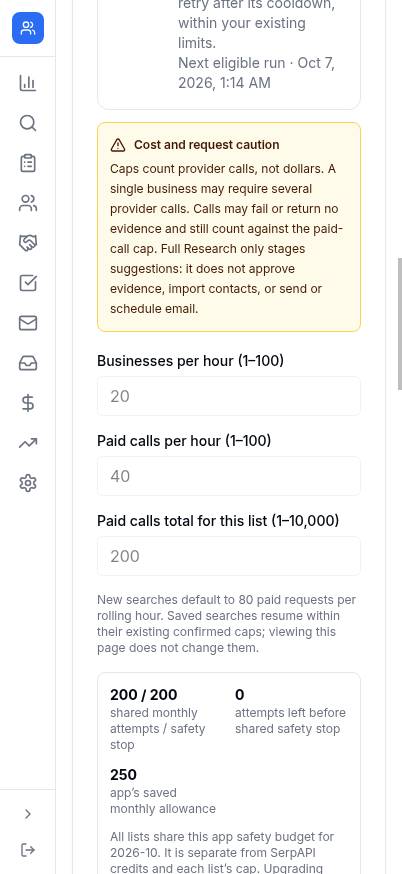 retry after its cooldown,
within your existing
limits.
Next eligible run · Oct 7,
2026, 1:14 AM
Cost and request caution
Caps count provider calls, not dollars. A
single business may require several
provider calls. Calls may fail or return no
evidence and still count against the paid-
call cap. Full Research only stages
suggestions: it does not approve
evidence, import contacts, or send or
schedule email.
Businesses per hour (1–100)
20
Paid calls per hour (1–100)
40
Paid calls total for this list (1–10,000)
200
New searches default to 80 paid requests per
rolling hour. Saved searches resume within
their existing confirmed caps; viewing this
page does not change them.
200 / 200
shared monthly
attempts / safety
stop
0
attempts left before
shared safety stop
250
app’s saved
monthly allowance
All lists share this app safety budget for
2026-10. It is separate from SerpAPI
credits and each list’s cap. Upgrading